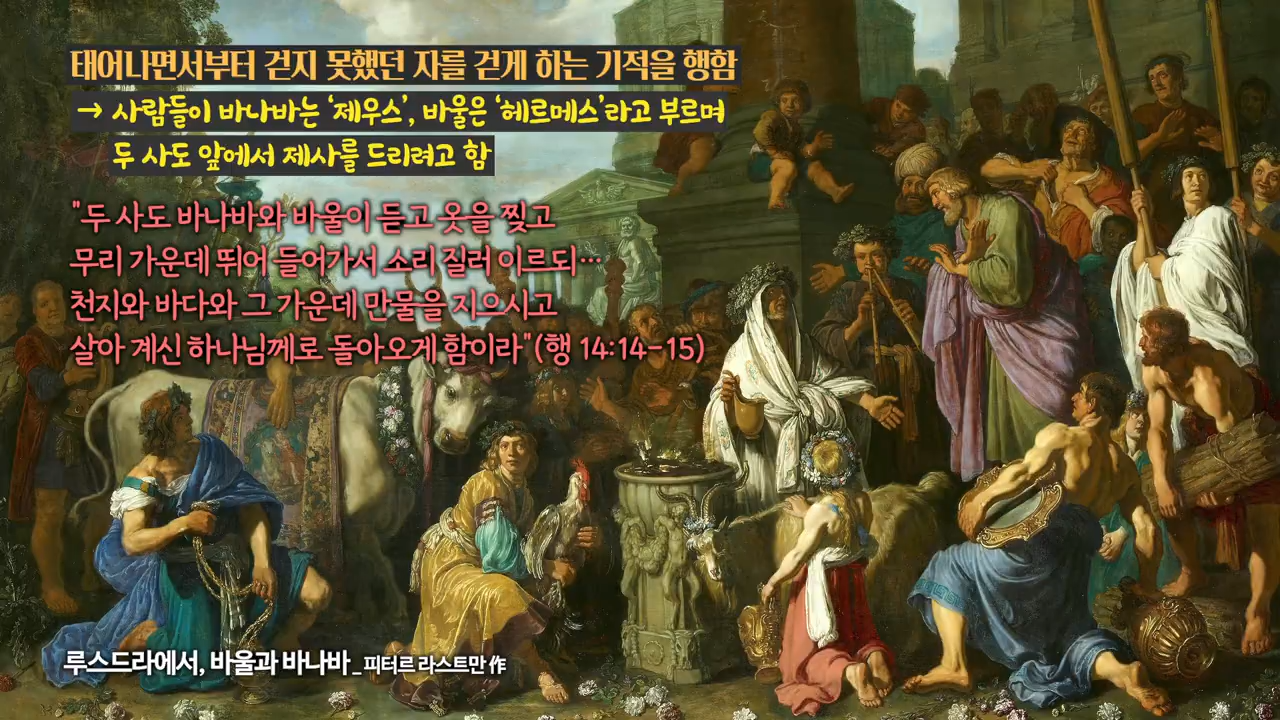 태어나면서부터 걷지 못했던 자를 걷게 하는 기적을 행함
→ 사람들이 바나바는 ‘제우스’, 바울은 ‘헤르메스’라고 부르며
두 사도 앞에서 제사를 드리려고 함
"두 사도 바나바와 바울이 듣고 옷을 찢고
무리 가운데 뛰어 들어가서 소리 질러 이르되…
천지와 바다와 그 가운데 만물을 지으시고
살아 계신 하나님께로 돌아오게 함이라"(행 14:14-15)
루스드라에서, 바울과 바나바 _ 피터르 라스트만 作